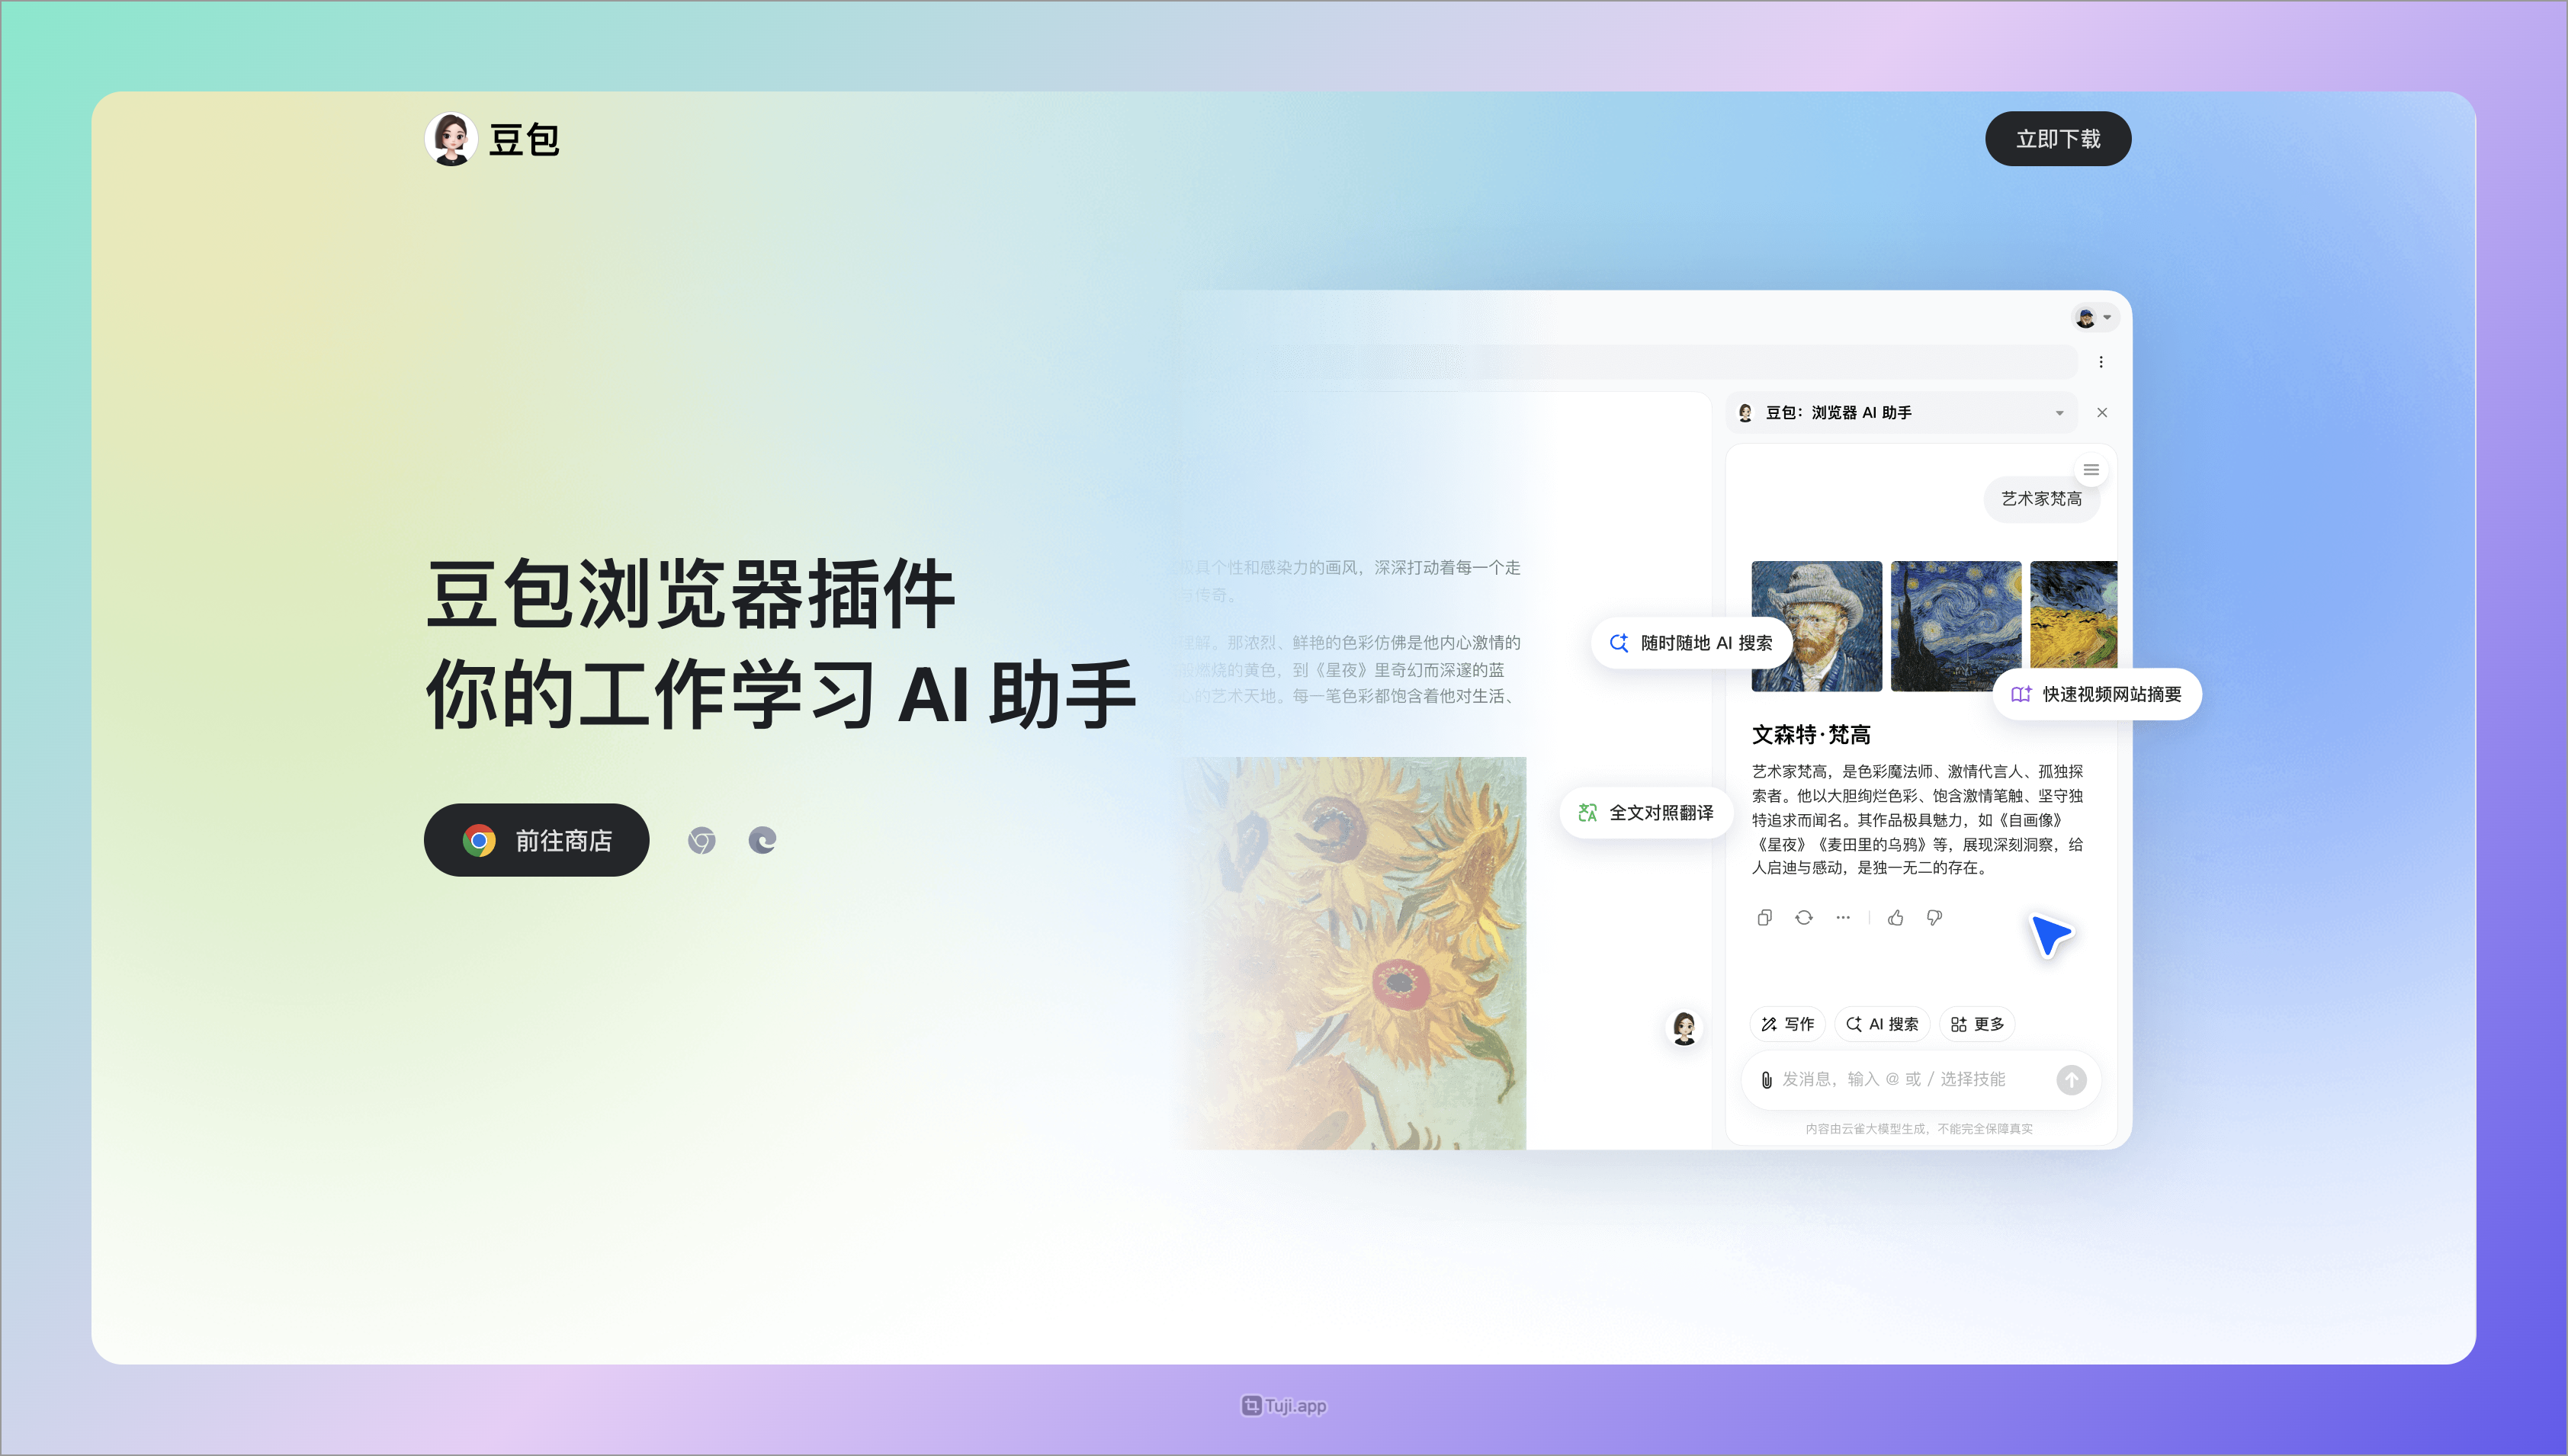 豆包
立即下载
豆包浏览器插件
你的工作学习 AI 助手
前往商店
具个性和感染力的画风，深深打动着每一个走
传奇。
理解。那浓烈、鲜艳的色彩仿佛是他内心激情的
燃烧的黄色，到《星夜》里奇幻而深邃的蓝
的艺术天地。每一笔色彩都饱含着他对生活、
豆包：浏览器 AI 助手
艺术家梵高
随时随地 AI 搜索
快速视频网站摘要
文森特·梵高
艺术家梵高，是色彩魔法师、激情代言人、孤独探
索者。他以大胆绚烂色彩、饱含激情笔触、坚守独
特追求而闻名。其作品极具魅力，如《自画像》
《星夜》《麦田里的乌鸦》等，展现深刻洞察，给
人启迪与感动，是独一无二的存在。
全文对照翻译
写作
AI 搜索
更多
发消息，输入 @ 或 / 选择技能
内容由云雀大模型生成，不能完全保障真实
Tuji.app